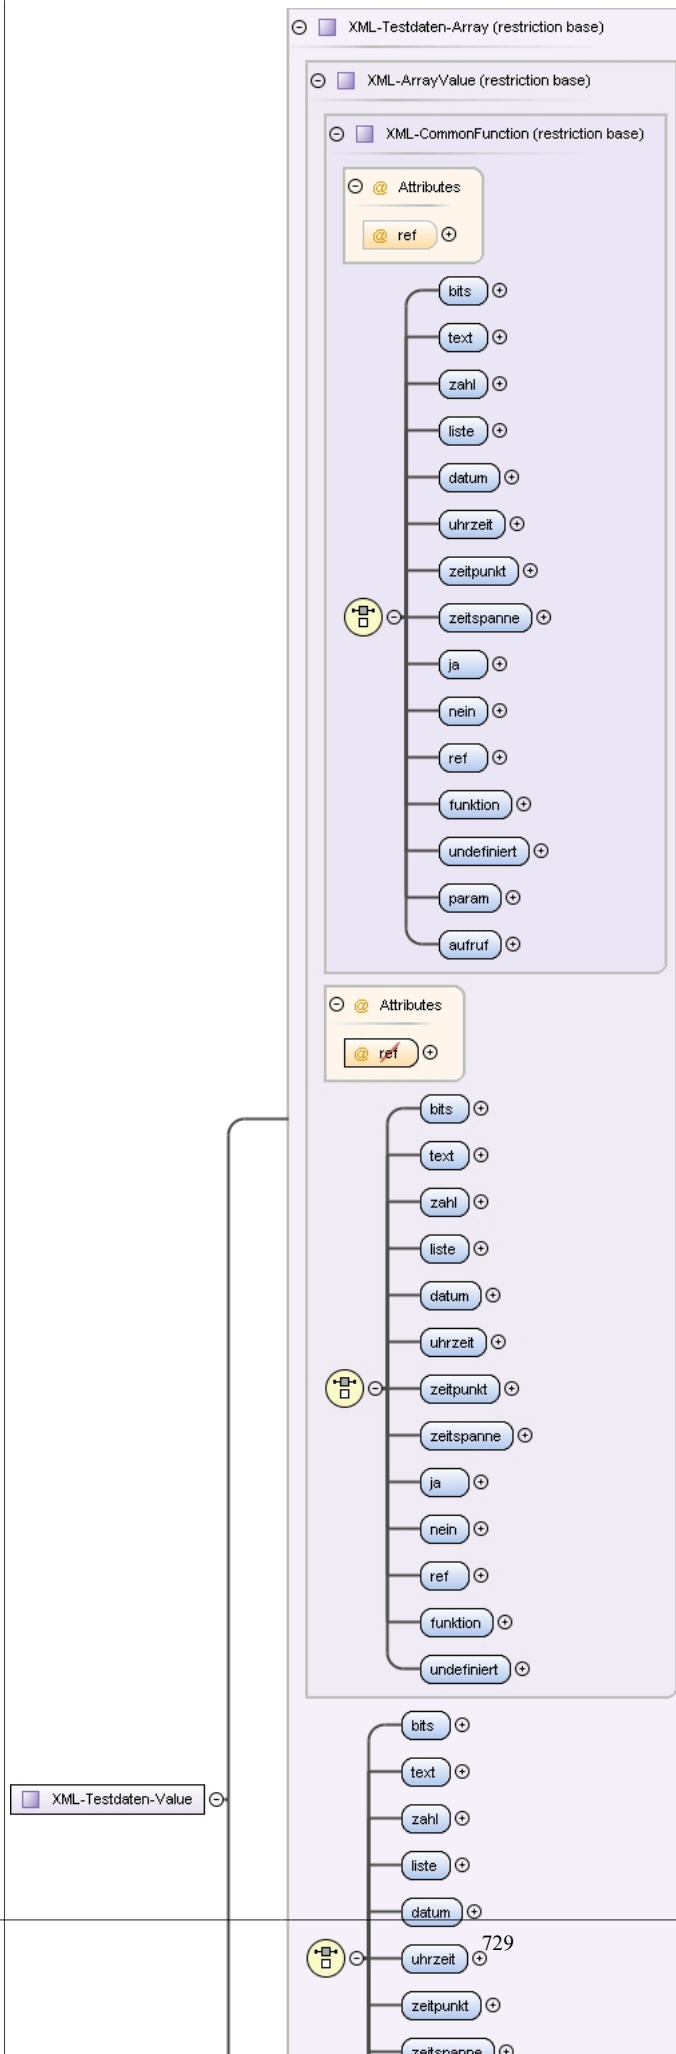 XML-Testdaten-Array (restriction base)
XML-ArrayValue (restriction base)
XML-CommonFunction (restriction base)
@ Attributes
@ ref
bits
text
zahl
liste
datum
uhrzeit
zeitpunkt
zeitspanne
ja
nein
ref
funktion
undefiniert
param
aufruf
@ Attributes
@ ref
bits
text
zahl
liste
datum
uhrzeit
zeitpunkt
zeitspanne
ja
nein
ref
funktion
undefiniert
bits
text
XML-Testdaten-Value
zahl
liste
datum
729
uhrzeit
zeitpunkt
zeitspanne